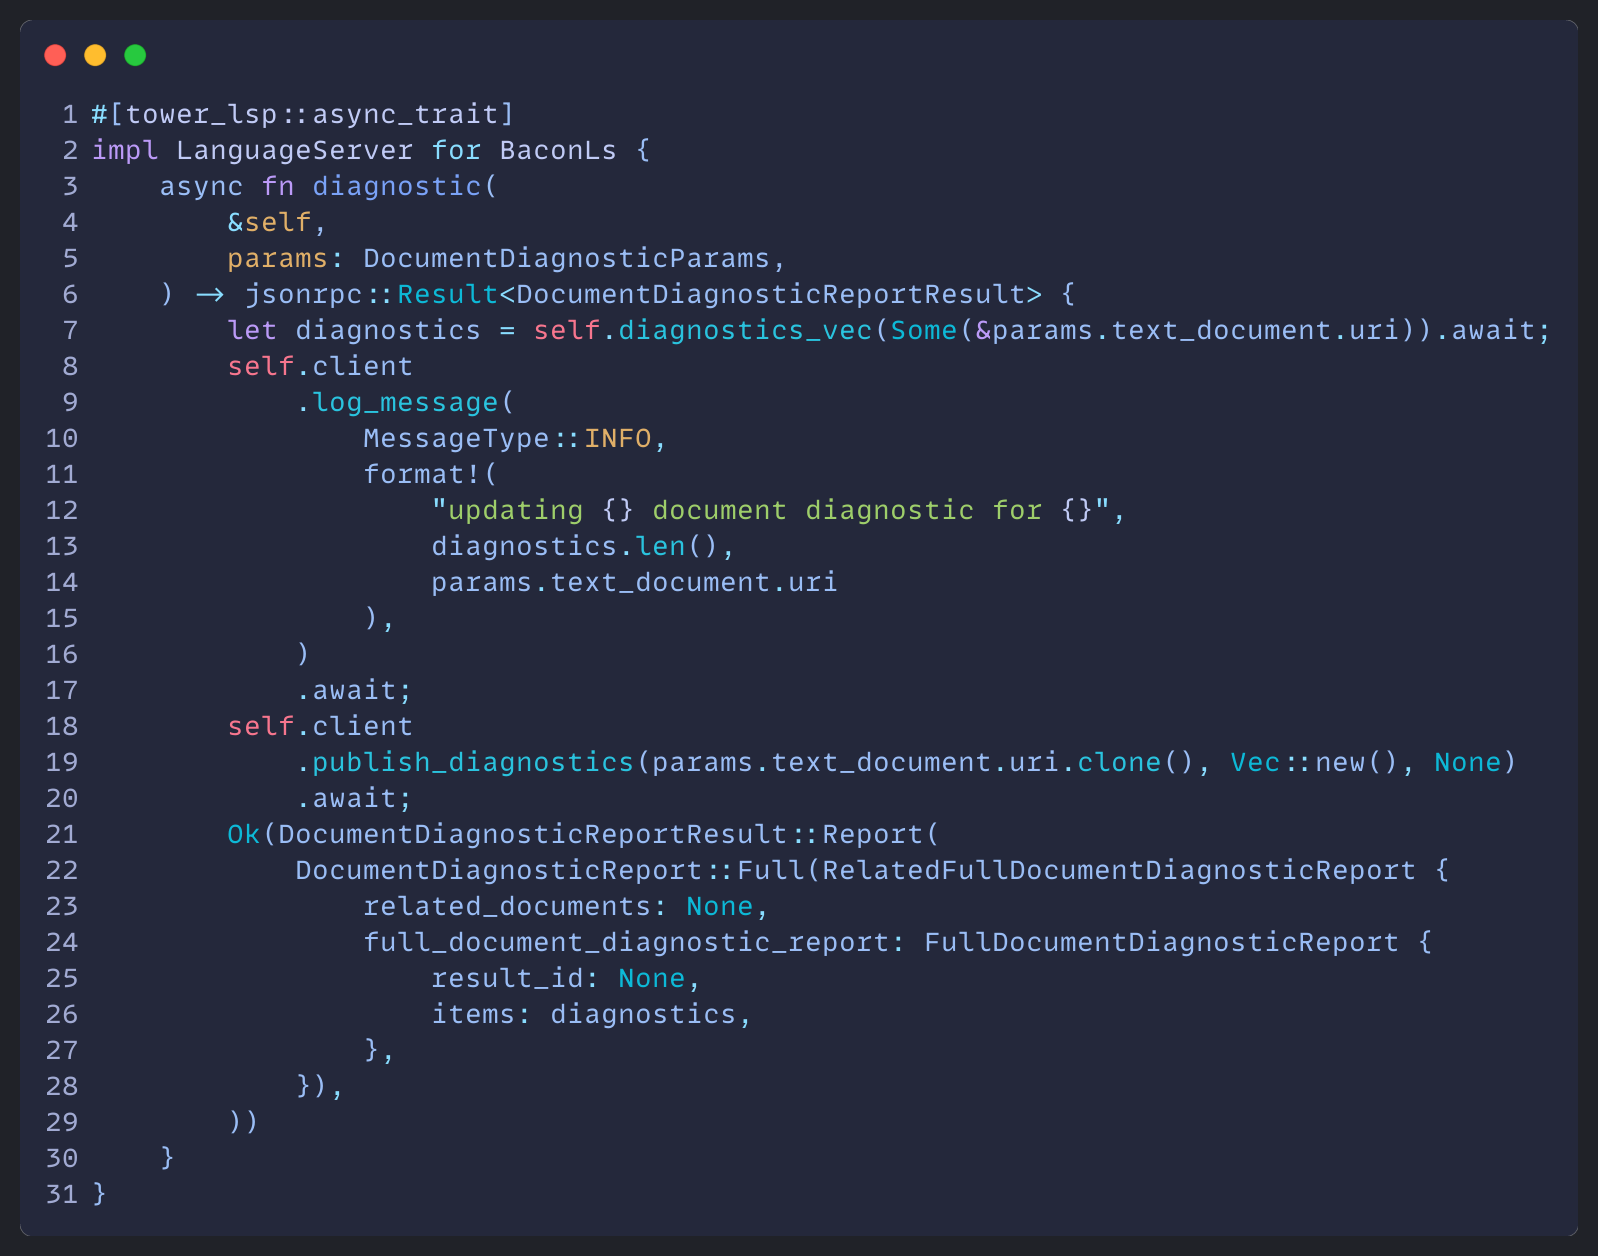 1 #[tower_lsp::async_trait]
2 impl LanguageServer for BaconLs {
3     async fn diagnostic(
4         &self,
5         params: DocumentDiagnosticParams,
6     ) -> jsonrpc::Result<DocumentDiagnosticReportResult> {
7         let diagnostics = self.diagnostics_vec(Some(&params.text_document.uri)).await;
8         self.client
9             .log_message(
10                 MessageType::INFO,
11                 format!(
12                     "updating {} document diagnostic for {}",
13                     diagnostics.len(),
14                     params.text_document.uri
15                 ),
16             )
17             .await;
18         self.client
19             .publish_diagnostics(params.text_document.uri.clone(), Vec::new(), None)
20             .await;
21         Ok(DocumentDiagnosticReportResult::Report(
22             DocumentDiagnosticReport::Full(RelatedFullDocumentDiagnosticReport {
23                 related_documents: None,
24                 full_document_diagnostic_report: FullDocumentDiagnosticReport {
25                     result_id: None,
26                     items: diagnostics,
27                 },
28             }),
29         ))
30     }
31 }